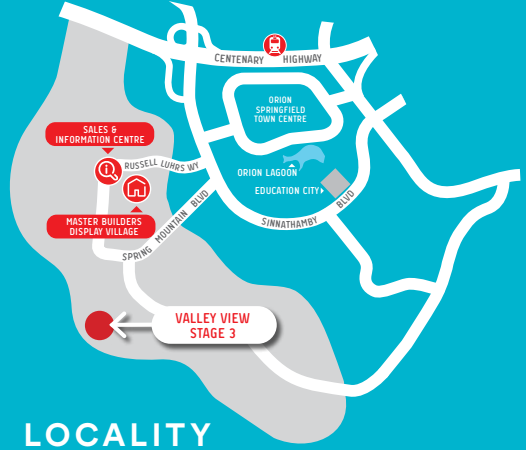 CENTENARY HIGHWAY
ORION
SPRINGFIELD
TOWN CENTRE
SALES &
INFORMATION CENTRE
i
RUSSELL LUHRS WY
ORION LAGOON
EDUCATION CITY
MASTER BUILDERS
DISPLAY VILLAGE
SPRING MOUNTAIN BLVD
SINNATHAMBY BLVD
VALLEY VIEW
STAGE 3
LOCALITY